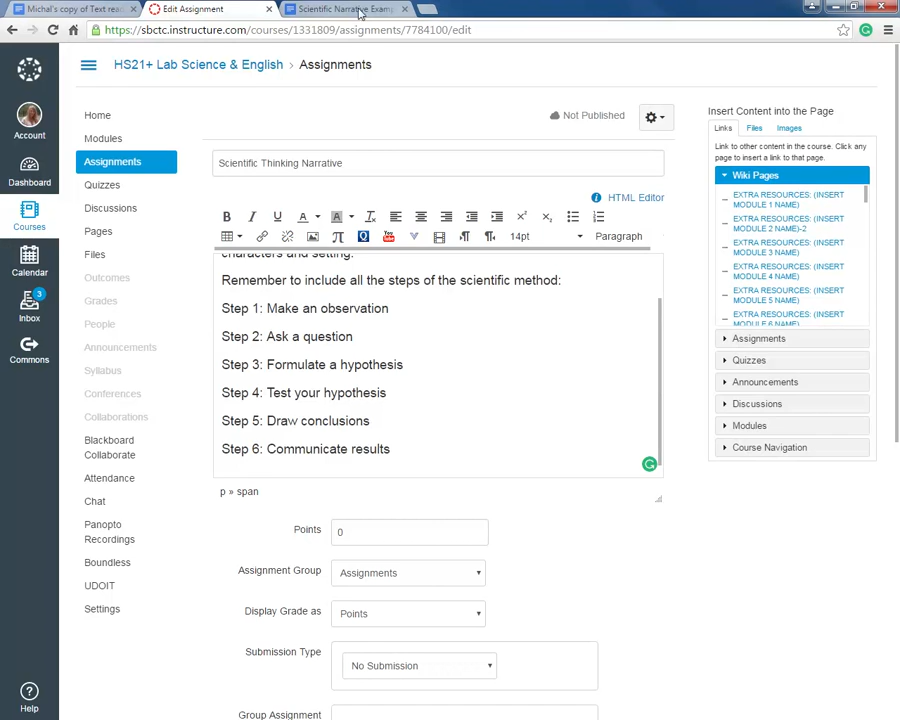 Michal's copy of Text rea
Edit Assignment
Scientific Narrative Examp
https://sbctc.instructure.com/courses/1331809/assignments/7784100/edit
HS21+ Lab Science & English › Assignments
Account
Dashboard
Courses
Calendar
3
Inbox
Commons
Help
Home
Modules
Assignments
Quizzes
Discussions
Pages
Files
Outcomes
Grades
People
Announcements
Syllabus
Conferences
Collaborations
Blackboard
Collaborate
Attendance
Chat
Panopto
Recordings
Boundless
UDOIT
Settings
Not Published
Scientific Thinking Narrative
HTML Editor
14pt
Paragraph
characters and setting.
Remember to include all the steps of the scientific method:
Step 1: Make an observation
Step 2: Ask a question
Step 3: Formulate a hypothesis
Step 4: Test your hypothesis
Step 5: Draw conclusions
Step 6: Communicate results
p » span
Points 0
Assignment Group Assignments
Display Grade as Points
Submission Type No Submission
Group Assignment
Insert Content into the Page
Links Files Images
Link to other content in the course. Click any
page to insert a link to that page.
Wiki Pages
EXTRA RESOURCES: (INSERT
MODULE 1 NAME)
EXTRA RESOURCES: (INSERT
MODULE 2 NAME)-2
EXTRA RESOURCES: (INSERT
MODULE 3 NAME)
EXTRA RESOURCES: (INSERT
MODULE 4 NAME)
EXTRA RESOURCES: (INSERT
MODULE 5 NAME)
EXTRA RESOURCES: (INSERT
MODULE 6 NAME)
Assignments
Quizzes
Announcements
Discussions
Modules
Course Navigation